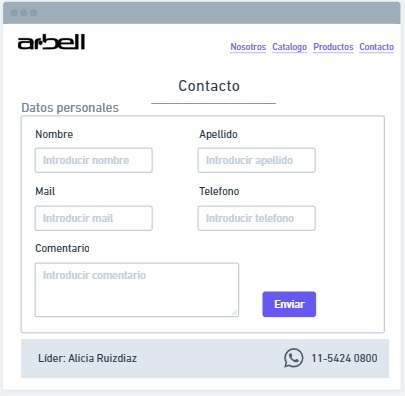 arbell
Nosotros Catalogo Productos Contacto
Contacto
Datos personales
Nombre Apellido
Introducir nombre Introducir apellido
Mail Telefono
Introducir mail Introducir telefono
Comentario
Introducir comentario
Enviar
Líder: Alicia Ruizdiaz 11-5424 0800